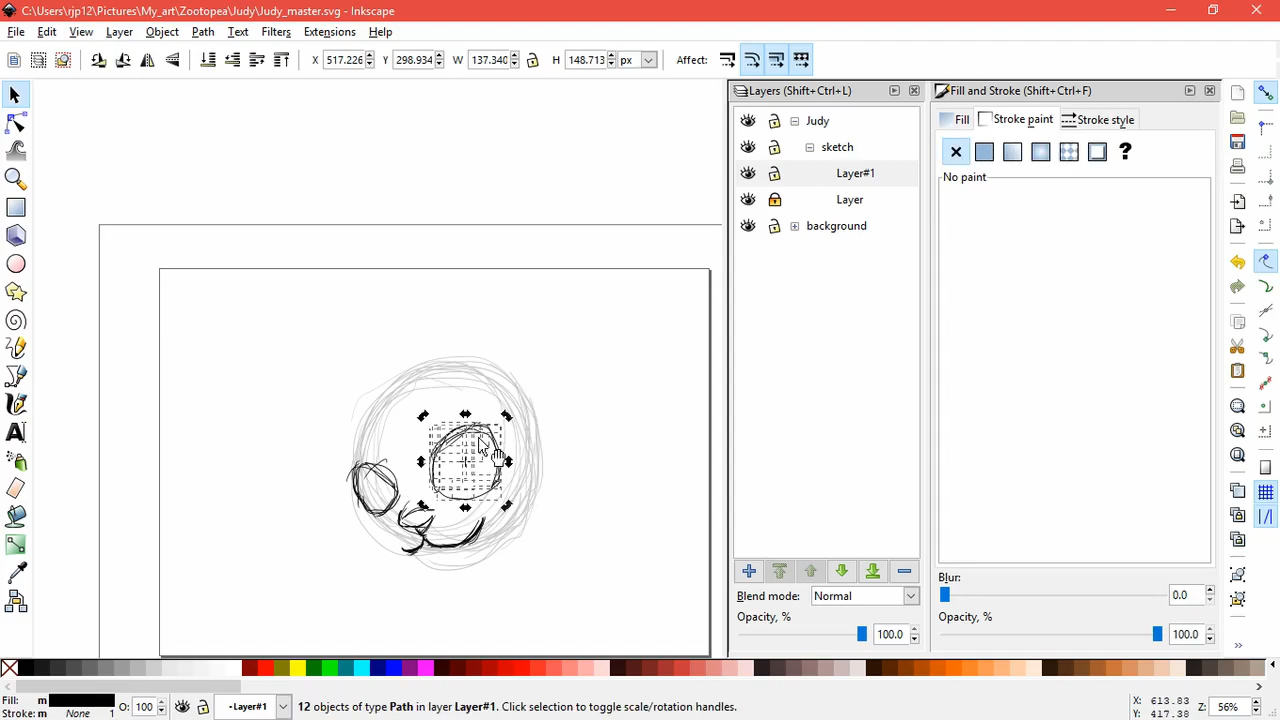 C:\Users\rjp12\Pictures\My_art\Zootopea\Judy\Judy_master.svg - Inkscape
File Edit View Layer Object Path Text Filters Extensions Help
X 517.226 Y 298.934 W 137.340 H 148.713 px Affect:
Layers (Shift+Ctrl+L) Fill and Stroke (Shift+Ctrl+F)
Judy
Fill Stroke paint Stroke style
sketch
Layer#1
?
No paint
Layer
background
Blur:
0.0
Blend mode: Normal
Opacity, % Opacity, %
100.0 100.0
Fill: m
Stroke: m None 1
O: 100
Layer#1
12 objects of type Path in layer Layer#1. Click selection to toggle scale/rotation handles.
X: 613.83
Y: 417.38
Z: 56%